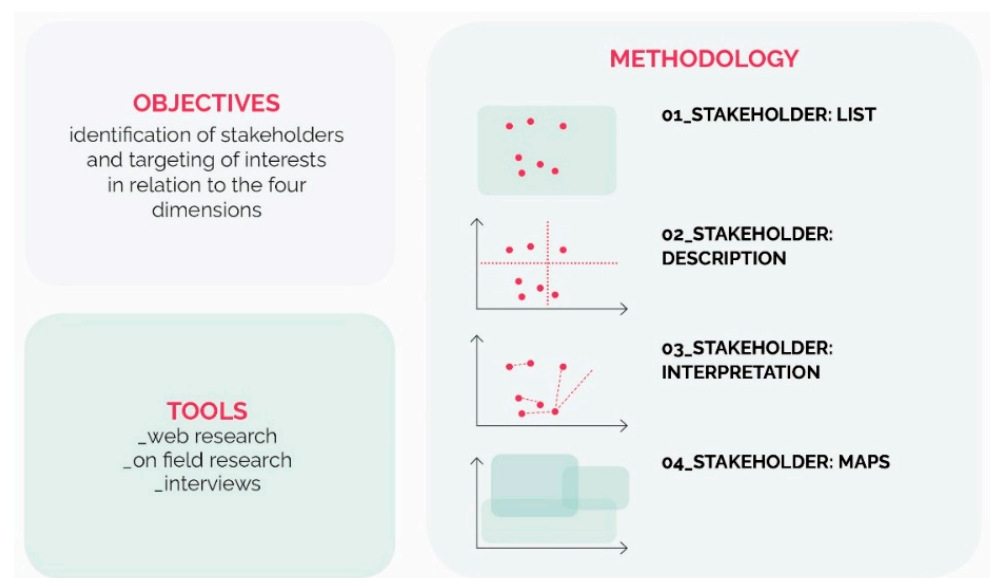 OBJECTIVES
identification of stakeholders
and targeting of interests
in relation to the four
dimensions
TOOLS
_web research
_on field research
_interviews
METHODOLOGY
01_STAKEHOLDER: LIST
02_STAKEHOLDER:
DESCRIPTION
03_STAKEHOLDER:
INTERPRETATION
04_STAKEHOLDER: MAPS